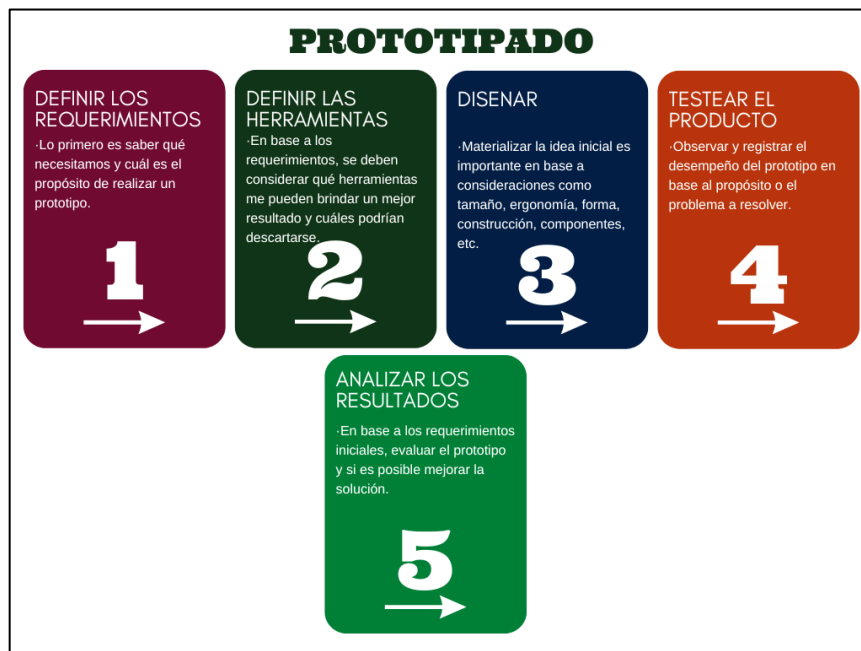 PROTOTIPADO
DEFINIR LOS
REQUERIMIENTOS
·Lo primero es saber qué
necesitamos y cuál es el
propósito de realizar un
prototipo.
1
DEFINIR LAS
HERRAMIENTAS
·En base a los
requerimientos, se deben
considerar qué herramientas
me pueden brindar un mejor
resultado y cuáles podrían
descartarse.
2
DISENAR
·Materializar la idea inicial es
importante en base a
consideraciones como
tamaño, ergonomía, forma,
construcción, componentes,
etc.
3
TESTEAR EL
PRODUCTO
·Observar y registrar el
desempeño del prototipo en
base al propósito o el
problema a resolver.
4
ANALIZAR LOS
RESULTADOS
·En base a los requerimientos
iniciales, evaluar el prototipo
y si es posible mejorar la
solución.
5